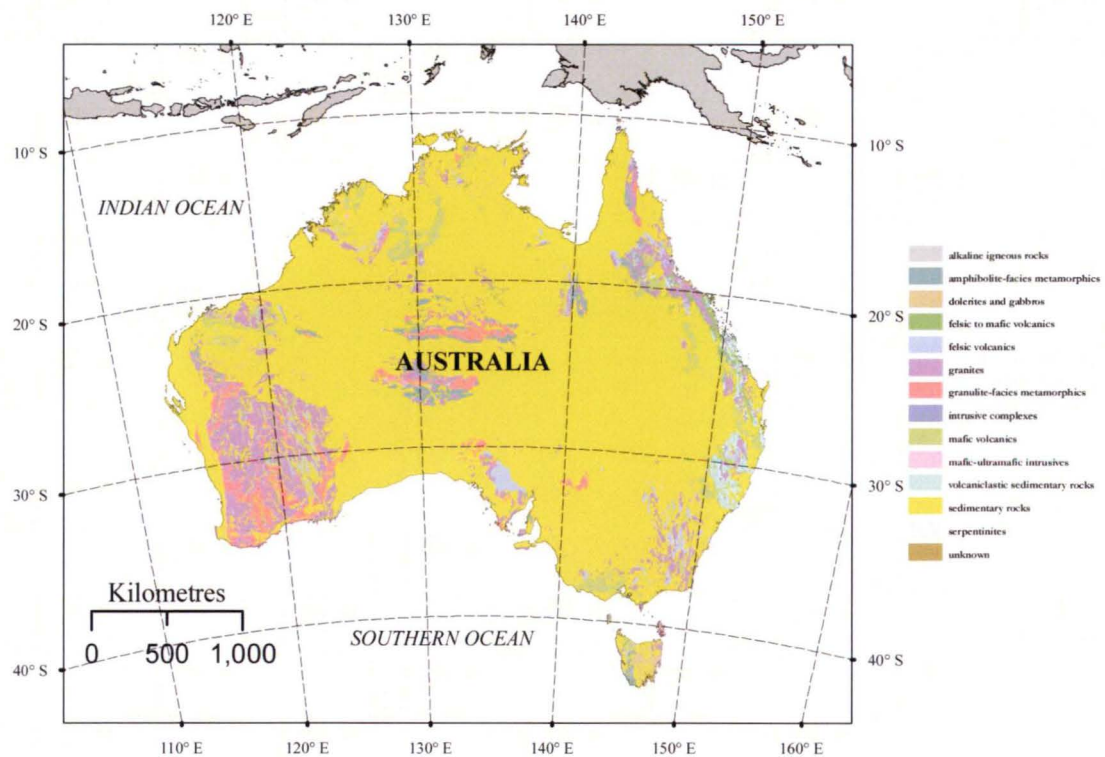 120° E 130° E 140° E 150° E
10° S 10° S
INDIAN OCEAN
20° S 20° S
AUSTRALIA
30° S 30° S
Kilometres
0 500 1,000
SOUTHERN OCEAN
40° S 40° S
110° E 120° E 130° E 140° E 150° E 160° E
alkaline igneous rocks
amphibolite-facies metamorphics
dolerites and gabbros
felsic to mafic volcanics
felsic volcanics
granites
granulite-facies metamorphics
intrusive complexes
mafic volcanics
mafic-ultramafic intrusives
volcaniclastic sedimentary rocks
sedimentary rocks
serpentinites
unknown